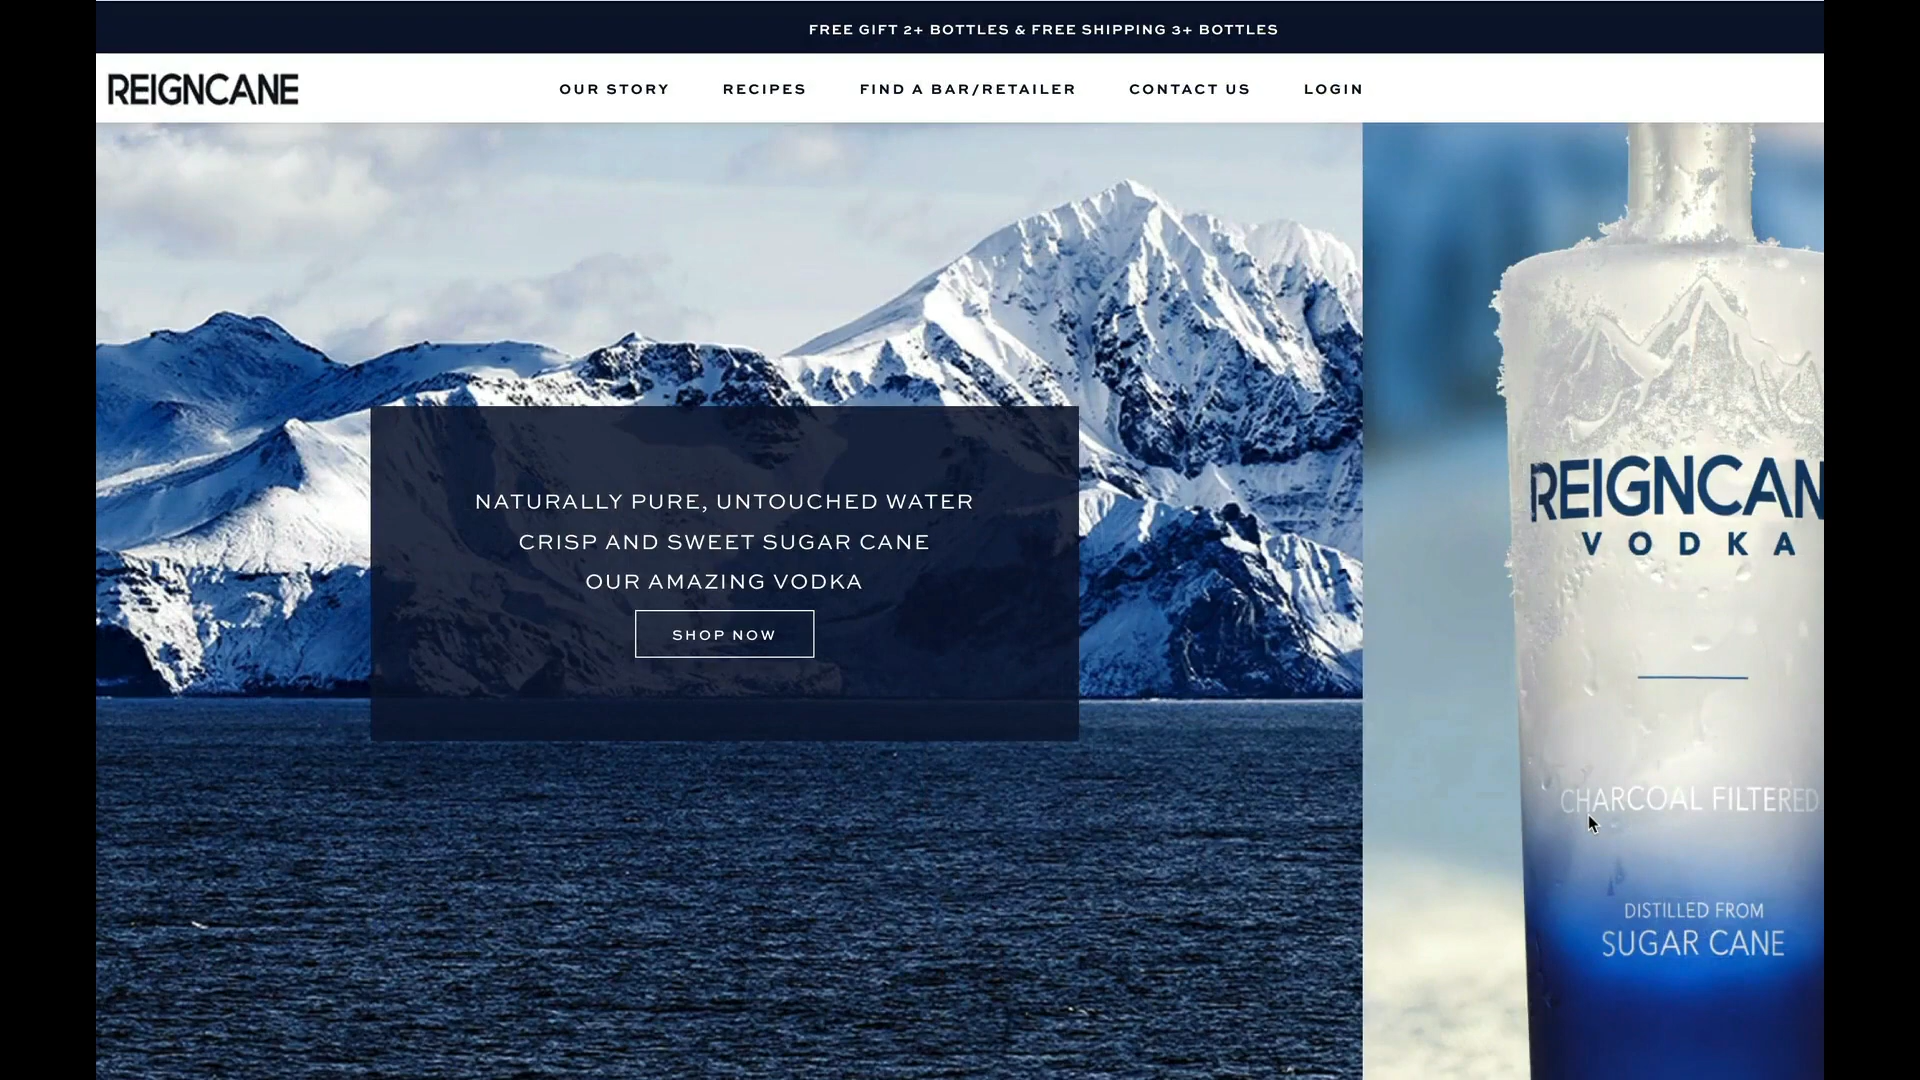 FREE GIFT 2+ BOTTLES & FREE SHIPPING 3+ BOTTLES
REIGNCANE
OUR STORY
RECIPES
FIND A BAR/RETAILER
CONTACT US
LOGIN
NATURALLY PURE, UNTOUCHED WATER
CRISP AND SWEET SUGAR CANE
OUR AMAZING VODKA
SHOP NOW
REIGNCAN
VODKA
CHARCOAL FILTERED
DISTILLED FROM
SUGAR CANE